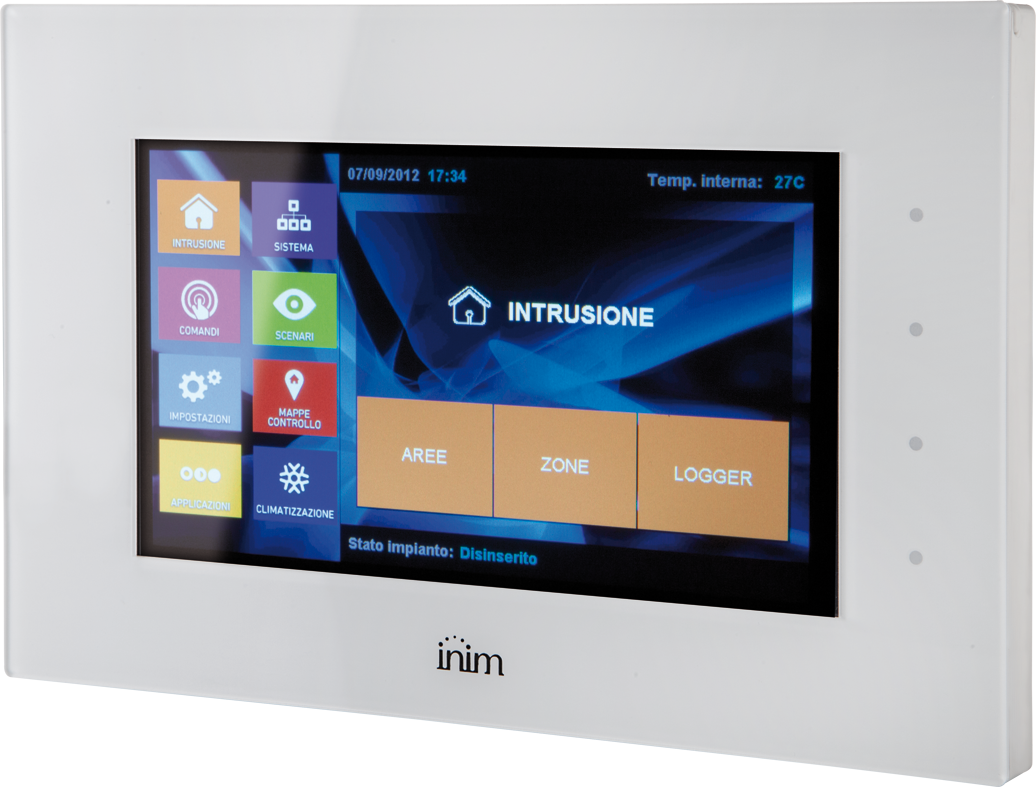 07/09/2012 17:34
Temp. interna: 27C
INTRUSIONE
SISTEMA
COMANDI
SCENARI
IMPOSTAZIONI
MAPPE
CONTROLLO
APPLICAZIONI
CLIMATIZZAZIONE
INTRUSIONE
AREE
ZONE
LOGGER
Stato impianto: Disinserito
inim